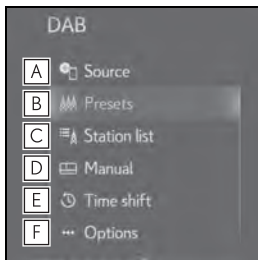 DAB
A Source
B Presets
C Station list
D Manual
E Time shift
F Options